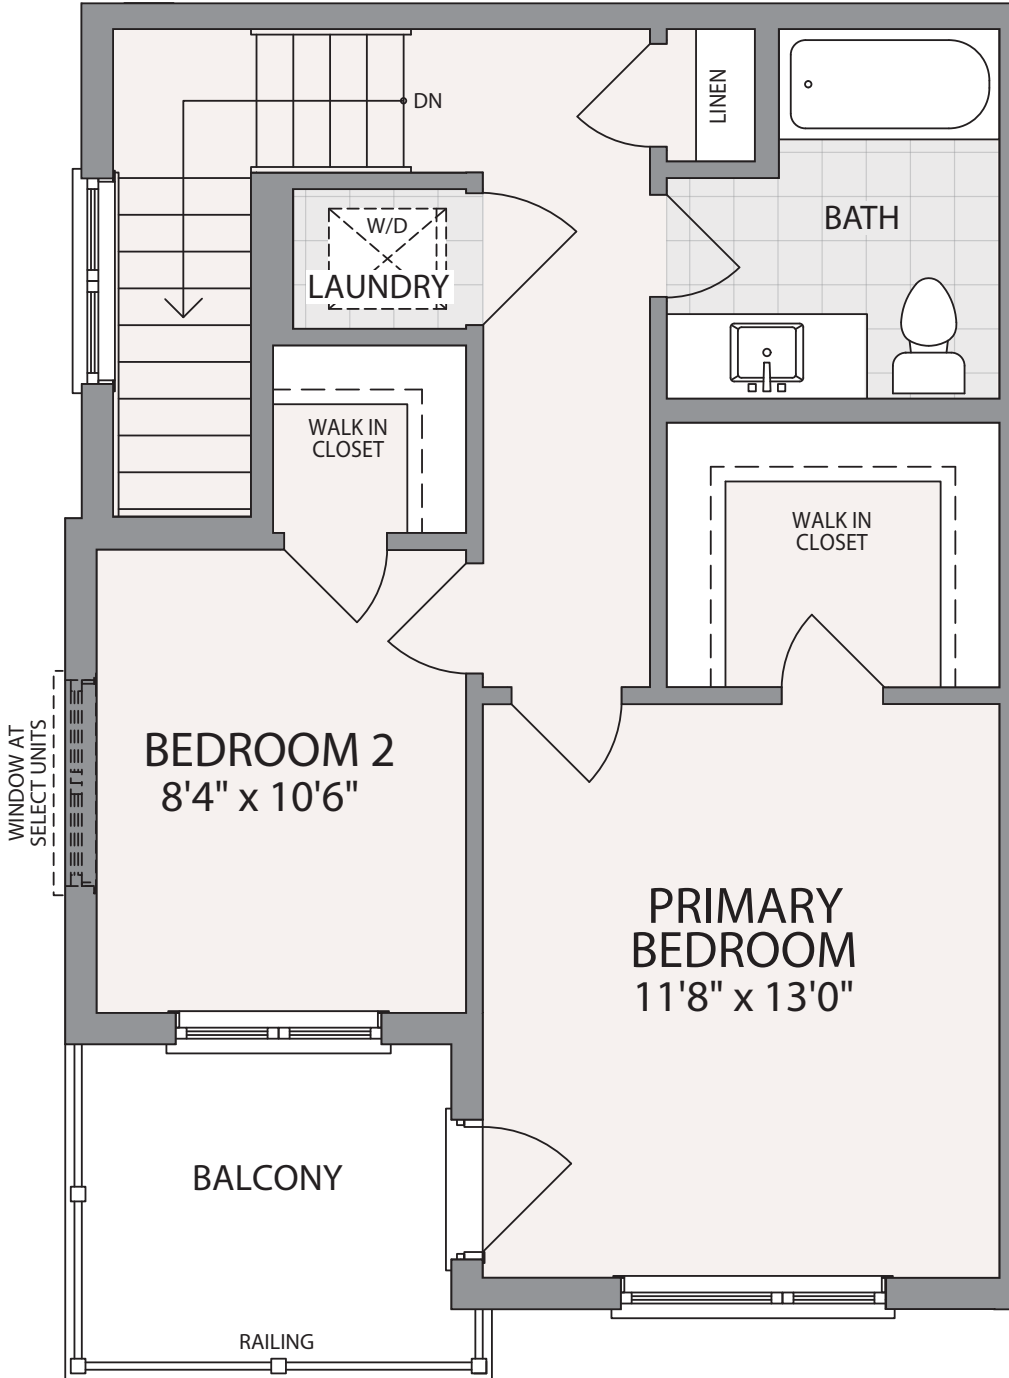 LINEN
DN
BATH
W/D
LAUNDRY
WALK IN
CLOSET
WALK IN
CLOSET
WINDOW AT
SELECT UNITS
BEDROOM 2
8'4" x 10'6"
PRIMARY
BEDROOM
11'8" x 13'0"
BALCONY
RAILING